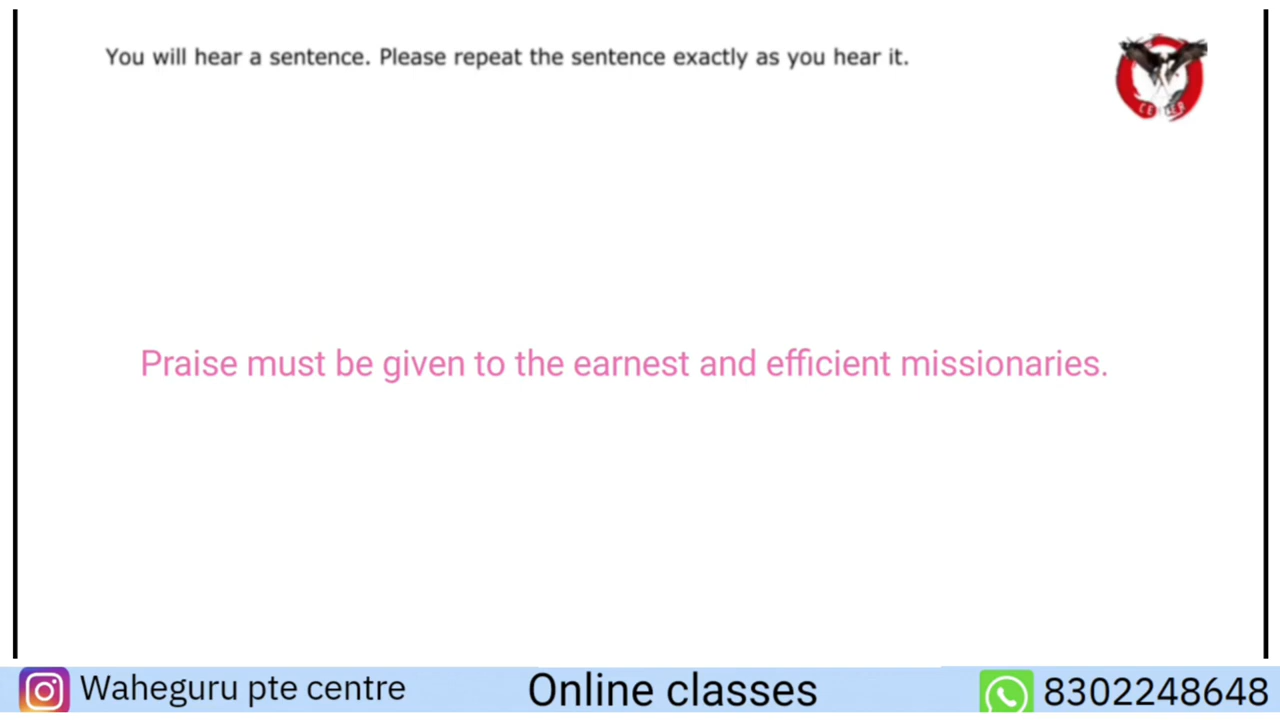 You will hear a sentence. Please repeat the sentence exactly as you hear it.
Praise must be given to the earnest and efficient missionaries.
Waheguru pte centre
Online classes
8302248648